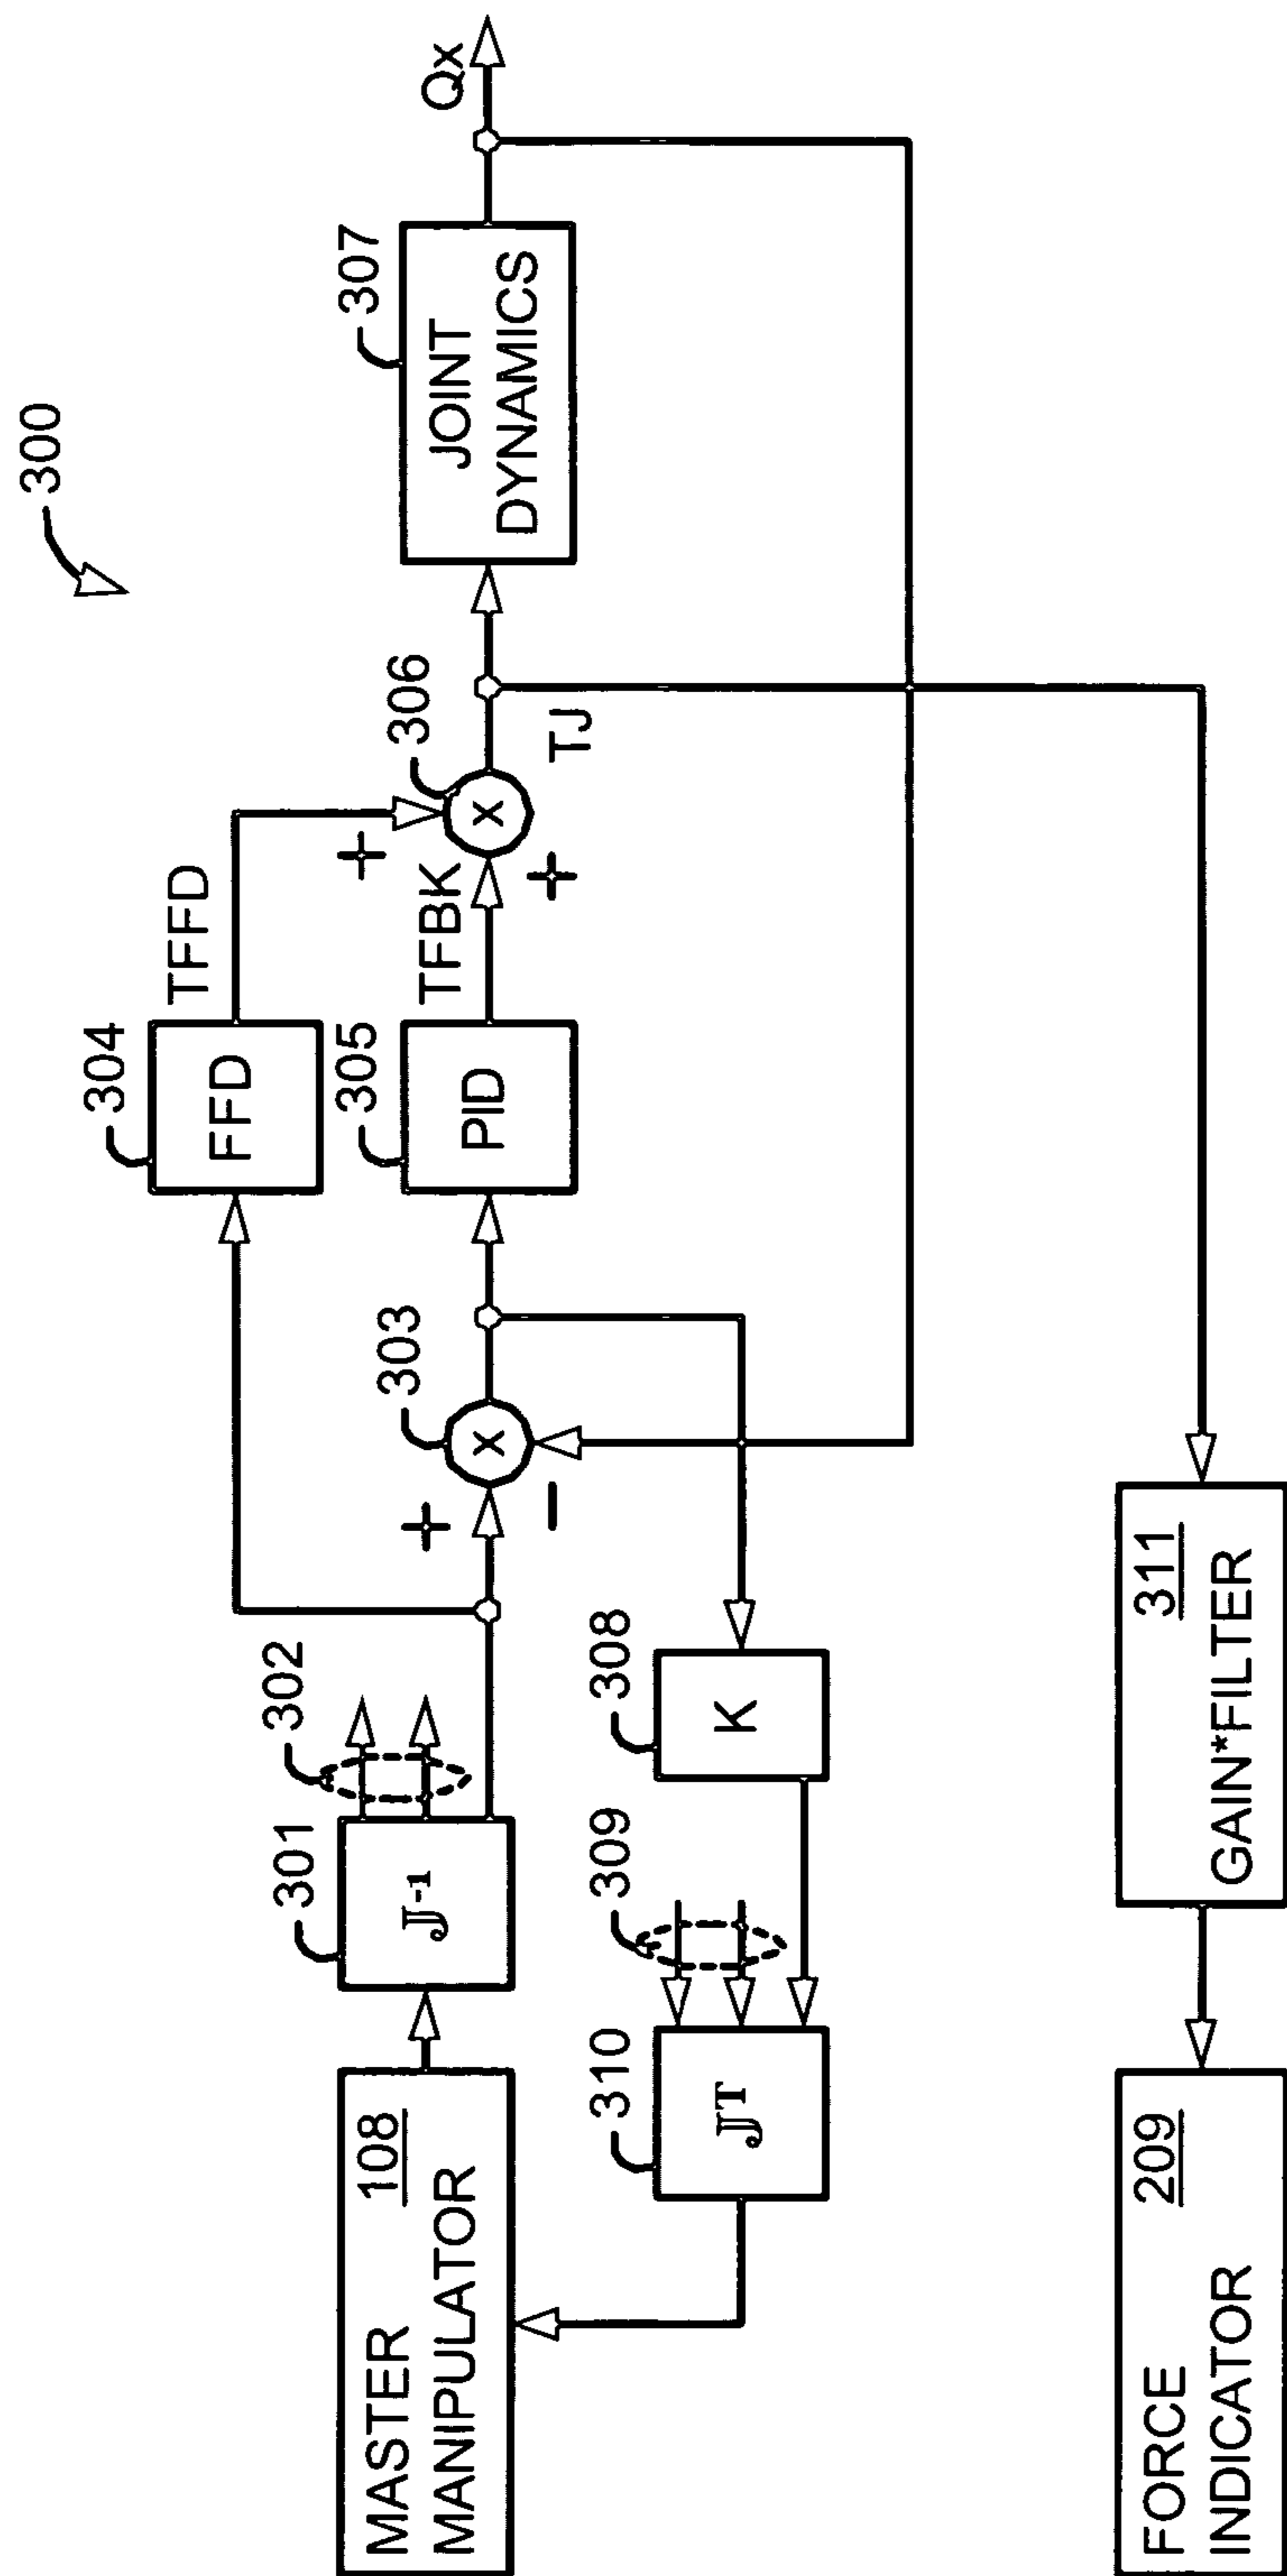 300
MASTER
MANIPULATOR
108
301
𝕁-1
302
303
X
+
−
304
FFD
TFFD
305
PID
TFBK
306
X
+
+
TJ
307
JOINT
DYNAMICS
Qx
308
K
309
310
𝕁T
311
GAIN*FILTER
209
FORCE
INDICATOR